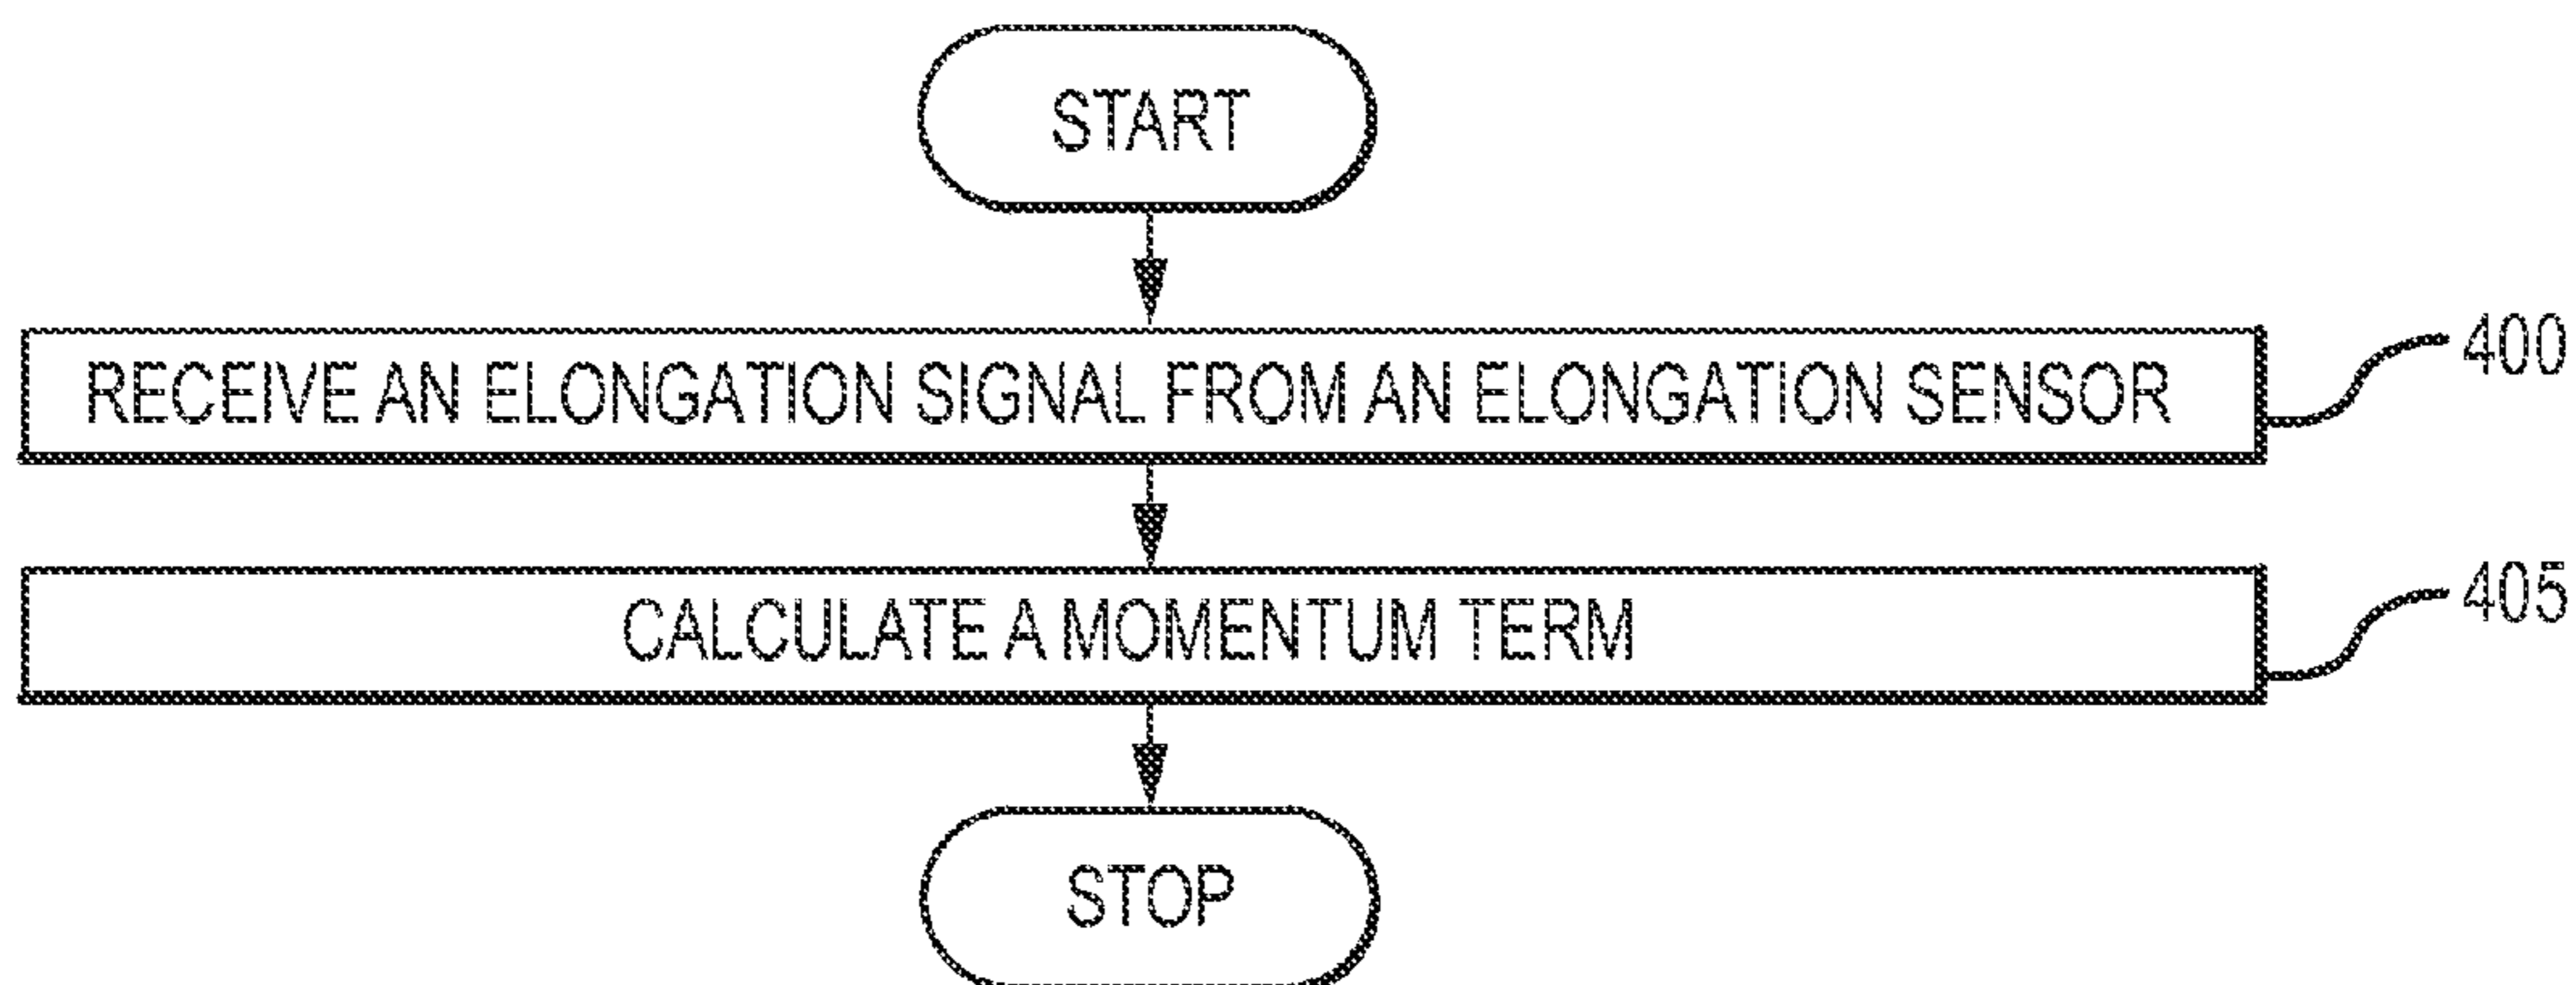 START
RECEIVE AN ELONGATION SIGNAL FROM AN ELONGATION SENSOR
400
CALCULATE A MOMENTUM TERM
405
STOP